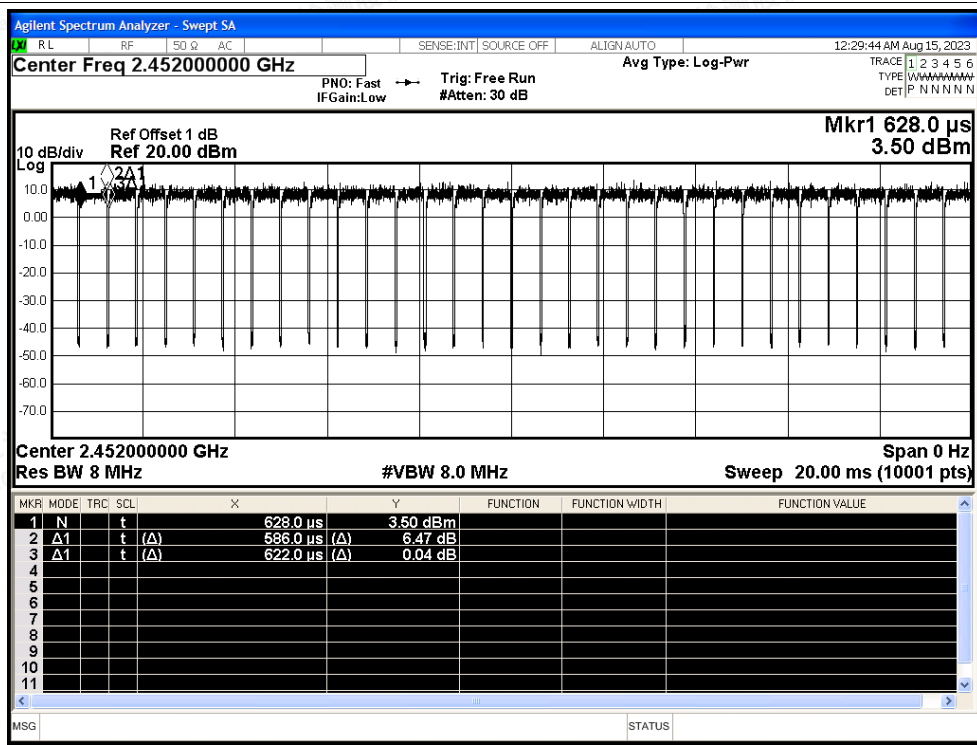 Agilent Spectrum Analyzer - Swept SA
LXI RL RF 50 Ω AC SENSE:INT SOURCE OFF ALIGN AUTO 12:29:44 AM Aug 15, 2023
Center Freq 2.452000000 GHz Avg Type: Log-Pwr TRACE 1 2 3 4 5 6
PNO: Fast Trig: Free Run TYPE
IFGain:Low #Atten: 30 dB DET P N N N N N
Mkr1 628.0 µs
3.50 dBm
Ref Offset 1 dB
10 dB/div Ref 20.00 dBm
Log
1 2Δ1
3Δ1
10.0
0.00
-10.0
-20.0
-30.0
-40.0
-50.0
-60.0
-70.0
Center 2.452000000 GHz Span 0 Hz
Res BW 8 MHz #VBW 8.0 MHz Sweep 20.00 ms (10001 pts)
MKR MODE TRC SCL X Y FUNCTION FUNCTION WIDTH FUNCTION VALUE
1 N t 628.0 µs 3.50 dBm
2 Δ1 t (Δ) 586.0 µs (Δ) 6.47 dB
3 Δ1 t (Δ) 622.0 µs (Δ) 0.04 dB
4
5
6
7
8
9
10
11
MSG STATUS